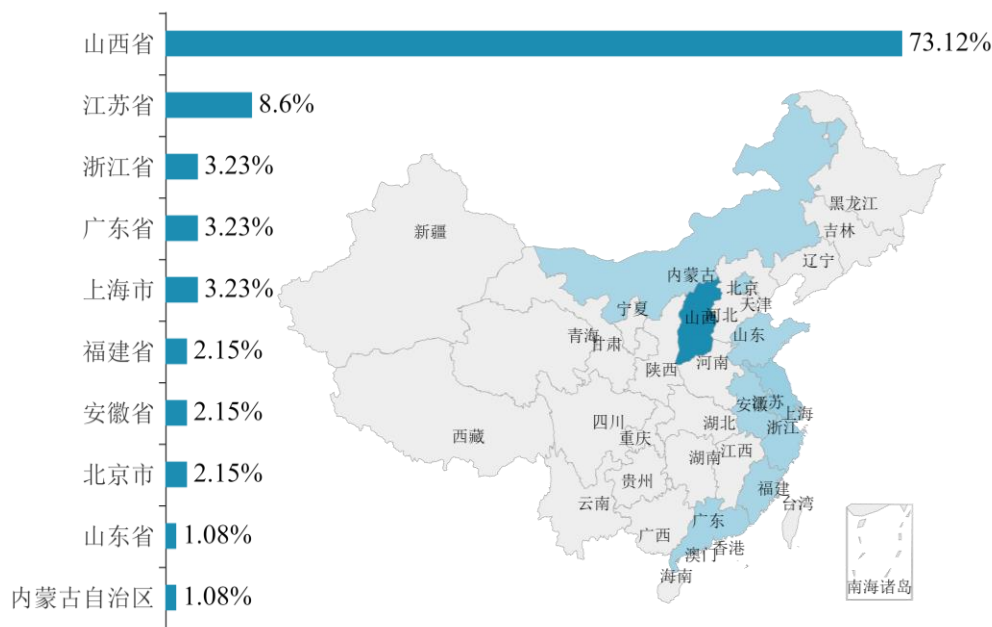 山西省 73.12%
江苏省 8.6%
浙江省 3.23%
广东省 3.23%
上海市 3.23%
福建省 2.15%
安徽省 2.15%
北京市 2.15%
山东省 1.08%
内蒙古自治区 1.08%
黑龙江
吉林
辽宁
新疆
内蒙古
北京
天津
宁夏
山西
河北
山东
青海
甘肃
河南
陕西
安徽
江苏
上海
四川
湖北
浙江
重庆
西藏
江西
湖南
贵州
福建
云南
台湾
广东
广西
香港
澳门
海南
南海诸岛